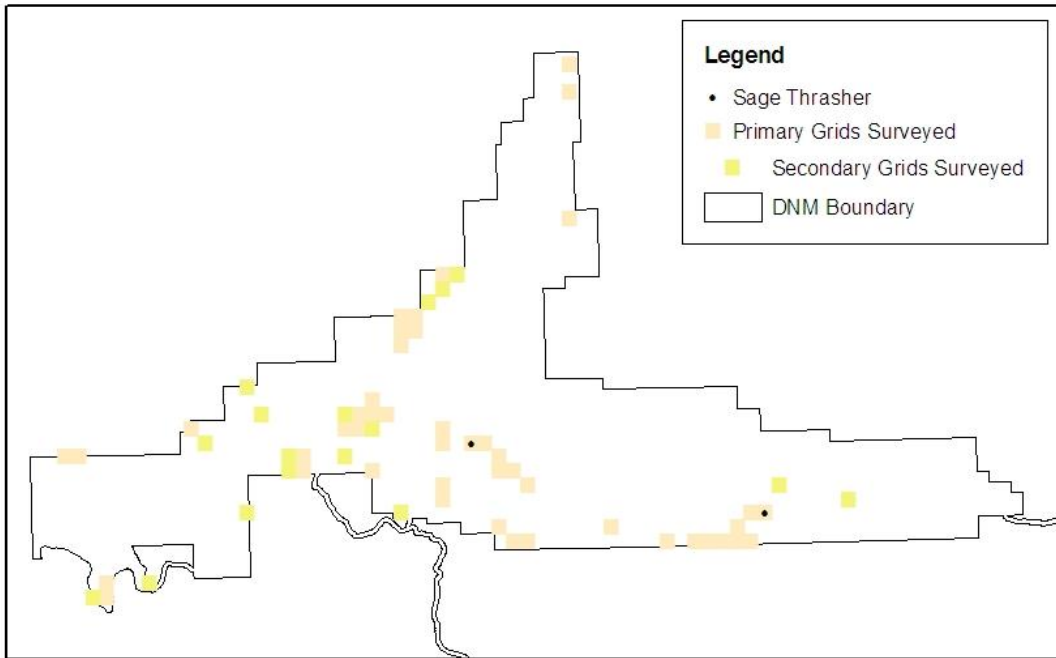 Legend
Sage Thrasher
Primary Grids Surveyed
Secondary Grids Surveyed
DNM Boundary